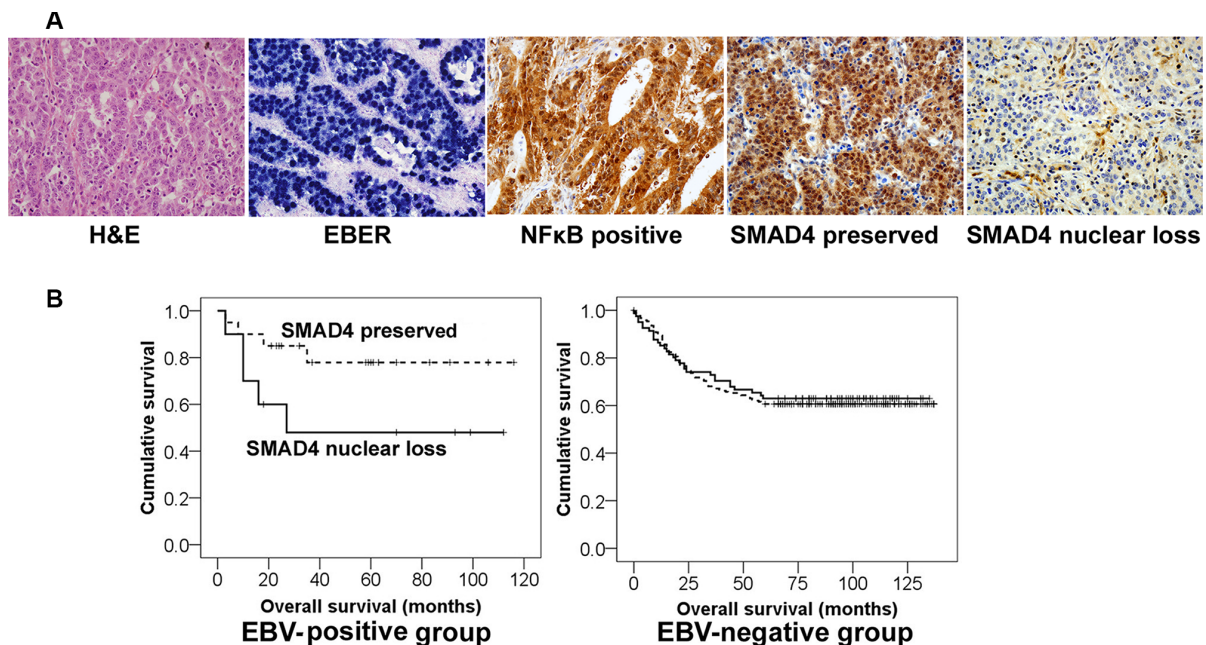 A
H&E
EBER
NFκB positive
SMAD4 preserved
SMAD4 nuclear loss
B
Cumulative survival
1.0
0.8
0.6
0.4
0.2
0.0
SMAD4 preserved
SMAD4 nuclear loss
0 20 40 60 80 100 120
Overall survival (months)
EBV-positive group
Cumulative survival
1.0
0.8
0.6
0.4
0.2
0.0
0 25 50 75 100 125
Overall survival (months)
EBV-negative group